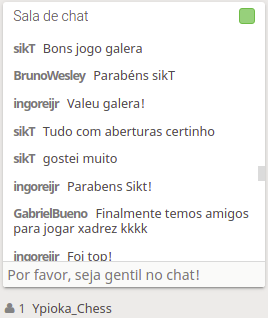 Sala de chat
sikT Bons jogo galera
BrunoWesley Parabéns sikT
ingoreijr Valeu galera!
sikT Tudo com aberturas certinho
sikT gostei muito
ingoreijr Parabens Sikt!
GabrielBueno Finalmente temos amigos
para jogar xadrez kkkk
ingoreijr Foi top!
Por favor, seja gentil no chat!
1 Ypioka_Chess